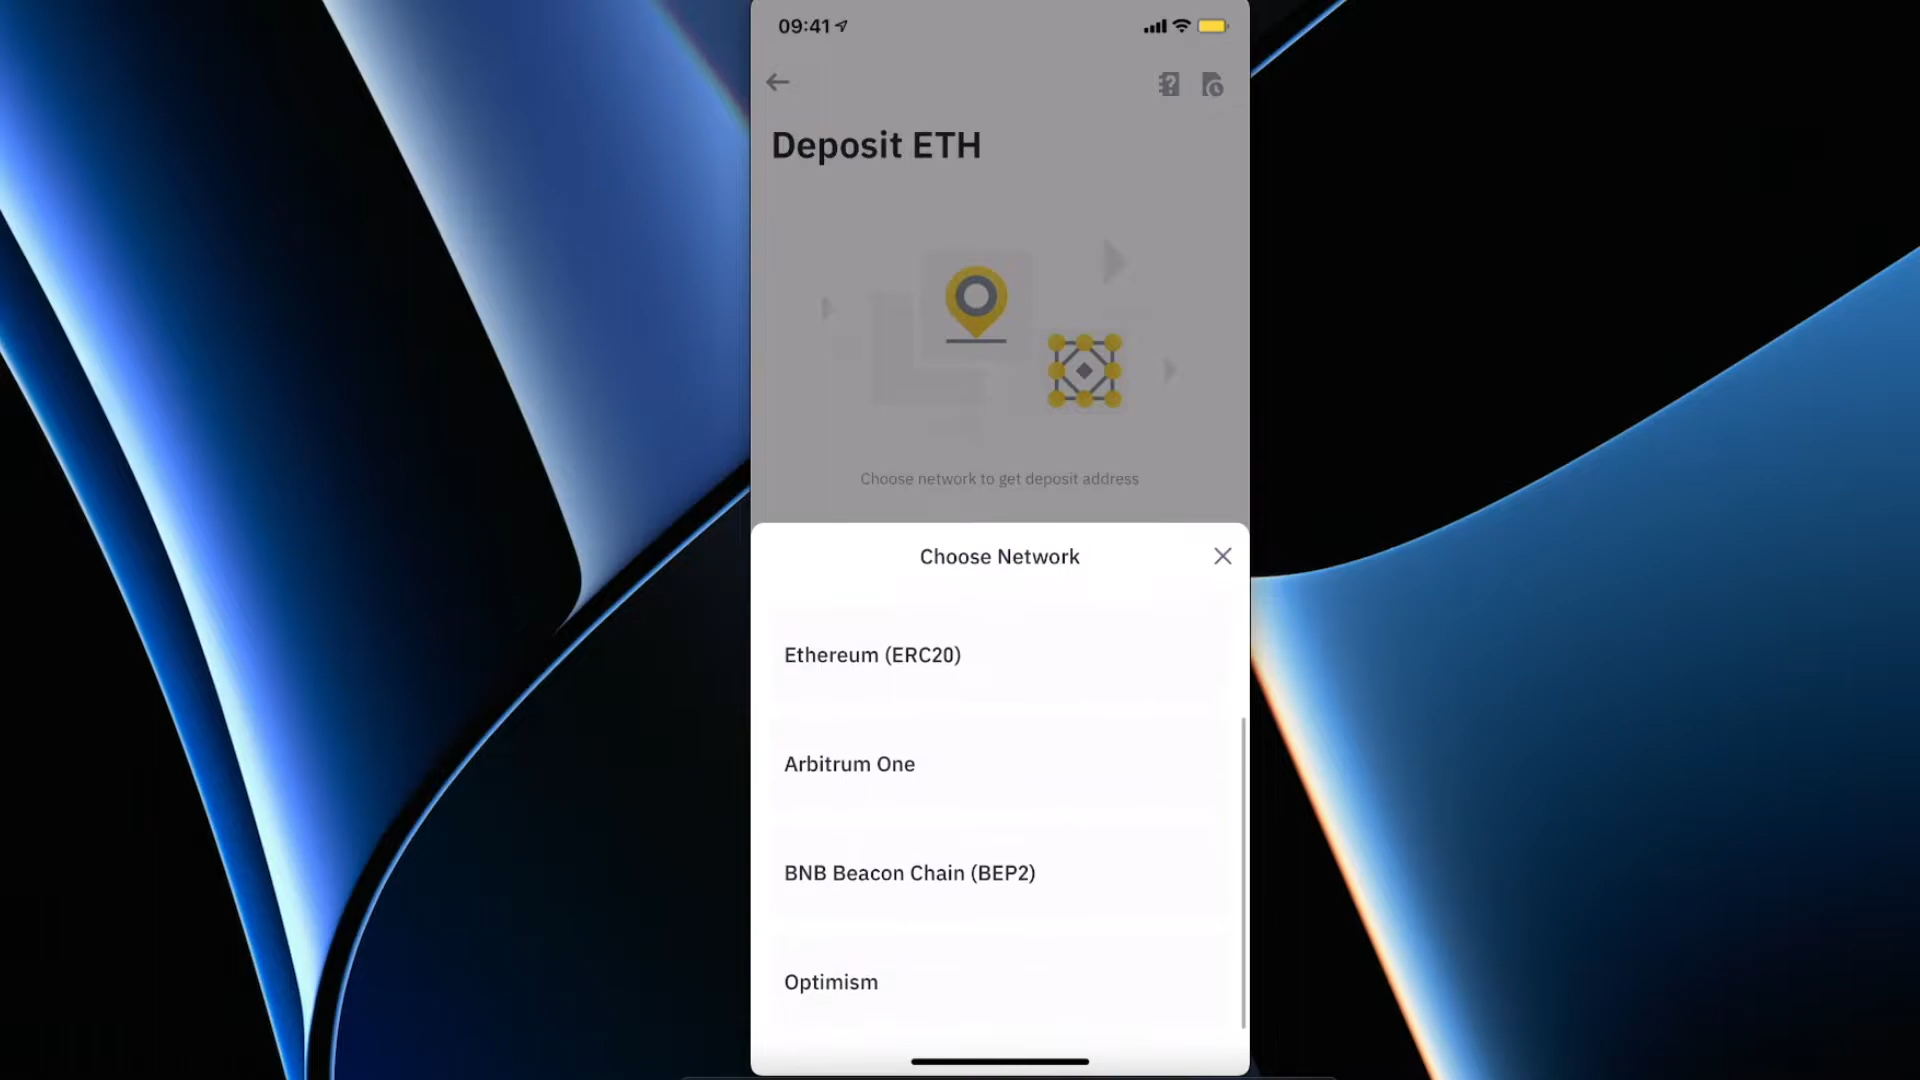 09:41
Deposit ETH
Choose network to get deposit address
Choose Network
Ethereum (ERC20)
Arbitrum One
BNB Beacon Chain (BEP2)
Optimism